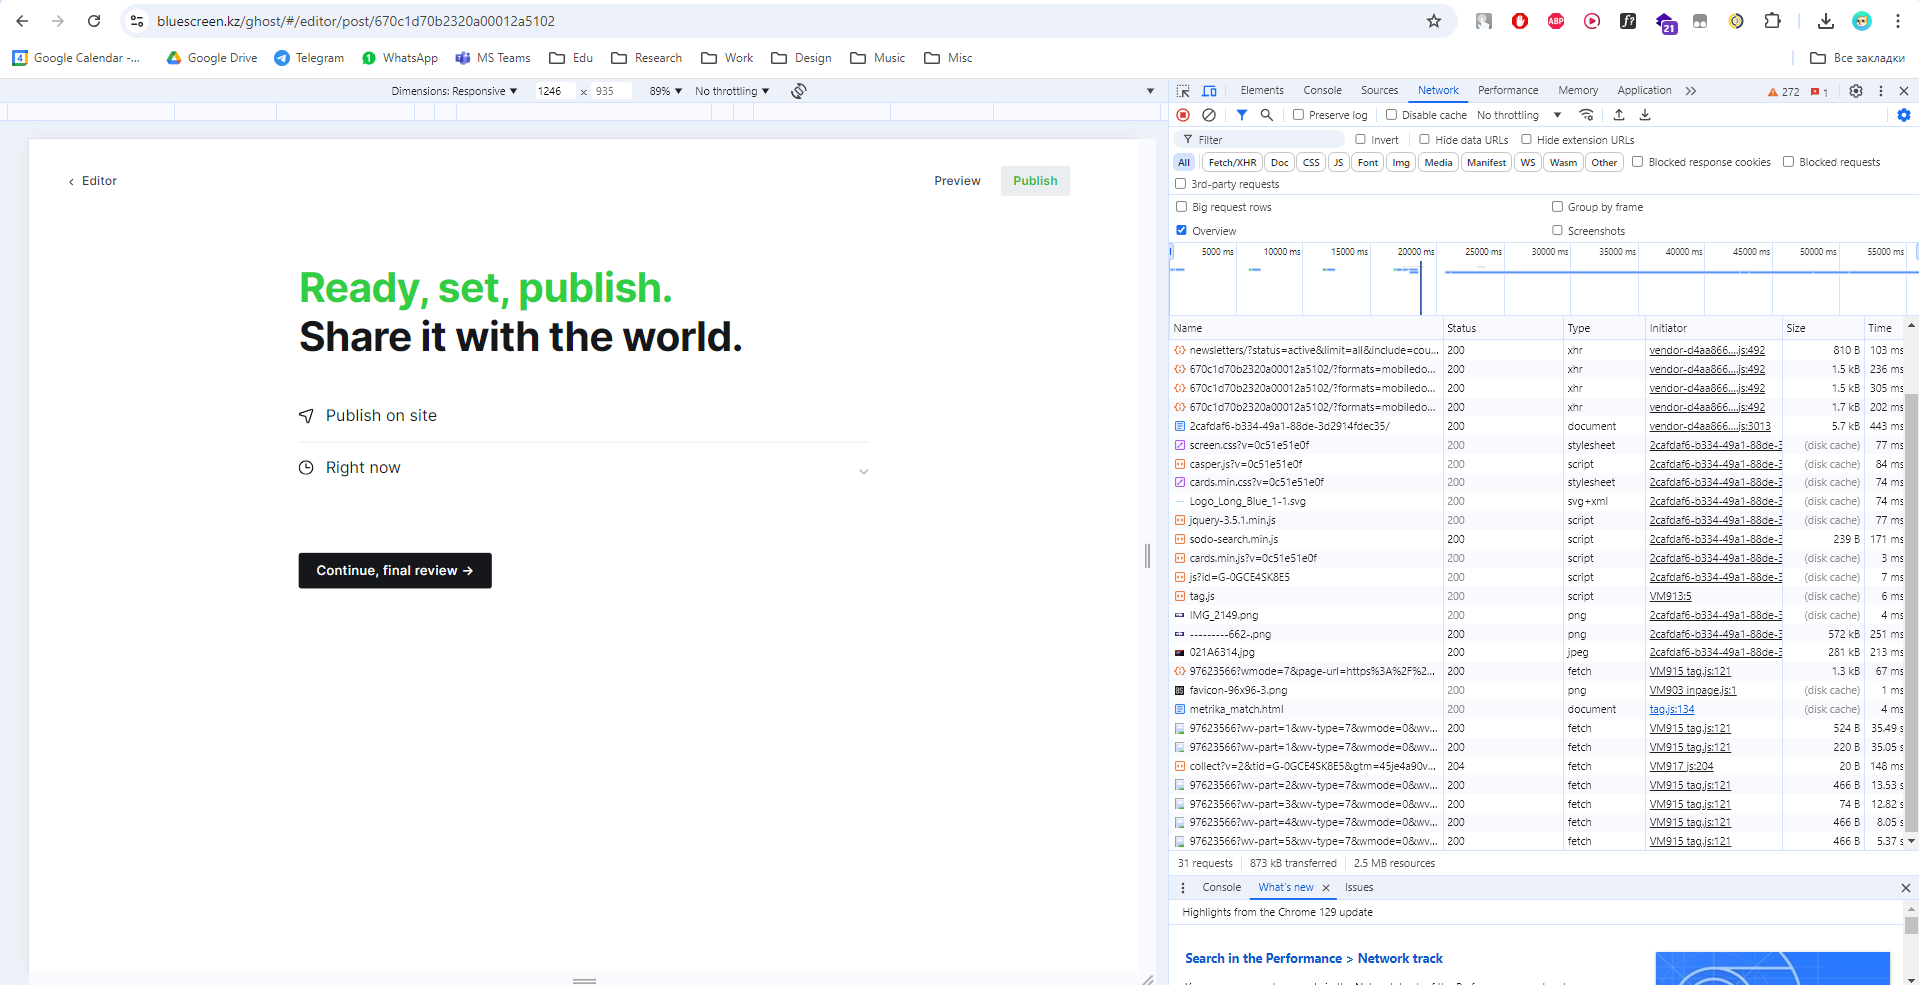 bluescreen.kz/ghost/#/editor/post/670c1d70b2320a00012a5102
ABP
f?
21
4 Google Calendar -... Google Drive Telegram 1 WhatsApp MS Teams Edu Research Work Design Music Misc Все закладки
Dimensions: Responsive ▼ 1246 x 935 89% ▼ No throttling ▼
Elements Console Sources Network Performance Memory Application 272 1
Preserve log Disable cache No throttling ▼
Filter Invert Hide data URLs Hide extension URLs
All Fetch/XHR Doc CSS JS Font Img Media Manifest WS Wasm Other Blocked response cookies Blocked requests
3rd-party requests
Big request rows Group by frame
Overview Screenshots
5000 ms 10000 ms 15000 ms 20000 ms 25000 ms 30000 ms 35000 ms 40000 ms 45000 ms 50000 ms 55000 ms
Name Status Type Initiator Size Time
newsletters/?status=active&limit=all&include=cou... 200 xhr vendor-d4aa866....js:492 810 B 103 ms
670c1d70b2320a00012a5102/?formats=mobiledo... 200 xhr vendor-d4aa866....js:492 1.5 kB 236 ms
670c1d70b2320a00012a5102/?formats=mobiledo... 200 xhr vendor-d4aa866....js:492 1.5 kB 305 ms
670c1d70b2320a00012a5102/?formats=mobiledo... 200 xhr vendor-d4aa866....js:492 1.7 kB 202 ms
2cafdaf6-b334-49a1-88de-3d2914fdec35/ 200 document vendor-d4aa866....js:3013 5.7 kB 443 ms
screen.css?v=0c51e51e0f 200 stylesheet 2cafdaf6-b334-49a1-88de-3 (disk cache) 77 ms
casper.js?v=0c51e51e0f 200 script 2cafdaf6-b334-49a1-88de-3 (disk cache) 84 ms
cards.min.css?v=0c51e51e0f 200 stylesheet 2cafdaf6-b334-49a1-88de-3 (disk cache) 74 ms
Logo_Long_Blue_1-1.svg 200 svg+xml 2cafdaf6-b334-49a1-88de-3 (disk cache) 74 ms
jquery-3.5.1.min.js 200 script 2cafdaf6-b334-49a1-88de-3 (disk cache) 77 ms
sodo-search.min.js 200 script 2cafdaf6-b334-49a1-88de-3 239 B 171 ms
cards.min.js?v=0c51e51e0f 200 script 2cafdaf6-b334-49a1-88de-3 (disk cache) 3 ms
js?id=G-0GCE4SK8E5 200 script 2cafdaf6-b334-49a1-88de-3 (disk cache) 7 ms
tag.js 200 script VM913:5 (disk cache) 6 ms
IMG_2149.png 200 png 2cafdaf6-b334-49a1-88de-3 (disk cache) 4 ms
---------662-.png 200 png 2cafdaf6-b334-49a1-88de-3 572 kB 251 ms
021A6314.jpg 200 jpeg 2cafdaf6-b334-49a1-88de-3 281 kB 213 ms
97623566?wmode=7&page-url=https%3A%2F%2... 200 fetch VM915 tag.js:121 1.3 kB 67 ms
favicon-96x96-3.png 200 png VM903 inpage.js:1 (disk cache) 1 ms
metrika_match.html 200 document tag.js:134 (disk cache) 4 ms
97623566?wv-part=1&wv-type=7&wmode=0&wv... 200 fetch VM915 tag.js:121 524 B 35.49 s
97623566?wv-part=1&wv-type=7&wmode=0&wv... 200 fetch VM915 tag.js:121 220 B 35.05 s
collect?v=2&tid=G-0GCE4SK8E5&gtm=45je4a90v... 204 fetch VM917 js:204 20 B 148 ms
97623566?wv-part=2&wv-type=7&wmode=0&wv... 200 fetch VM915 tag.js:121 466 B 13.53 s
97623566?wv-part=3&wv-type=7&wmode=0&wv... 200 fetch VM915 tag.js:121 74 B 12.82 s
97623566?wv-part=4&wv-type=7&wmode=0&wv... 200 fetch VM915 tag.js:121 466 B 8.05 s
97623566?wv-part=5&wv-type=7&wmode=0&wv... 200 fetch VM915 tag.js:121 466 B 5.37 s
31 requests 873 kB transferred 2.5 MB resources
Console What's new Issues
Highlights from the Chrome 129 update
Search in the Performance > Network track
‹ Editor Preview Publish
Ready, set, publish.
Share it with the world.
Publish on site
Right now
Continue, final review →